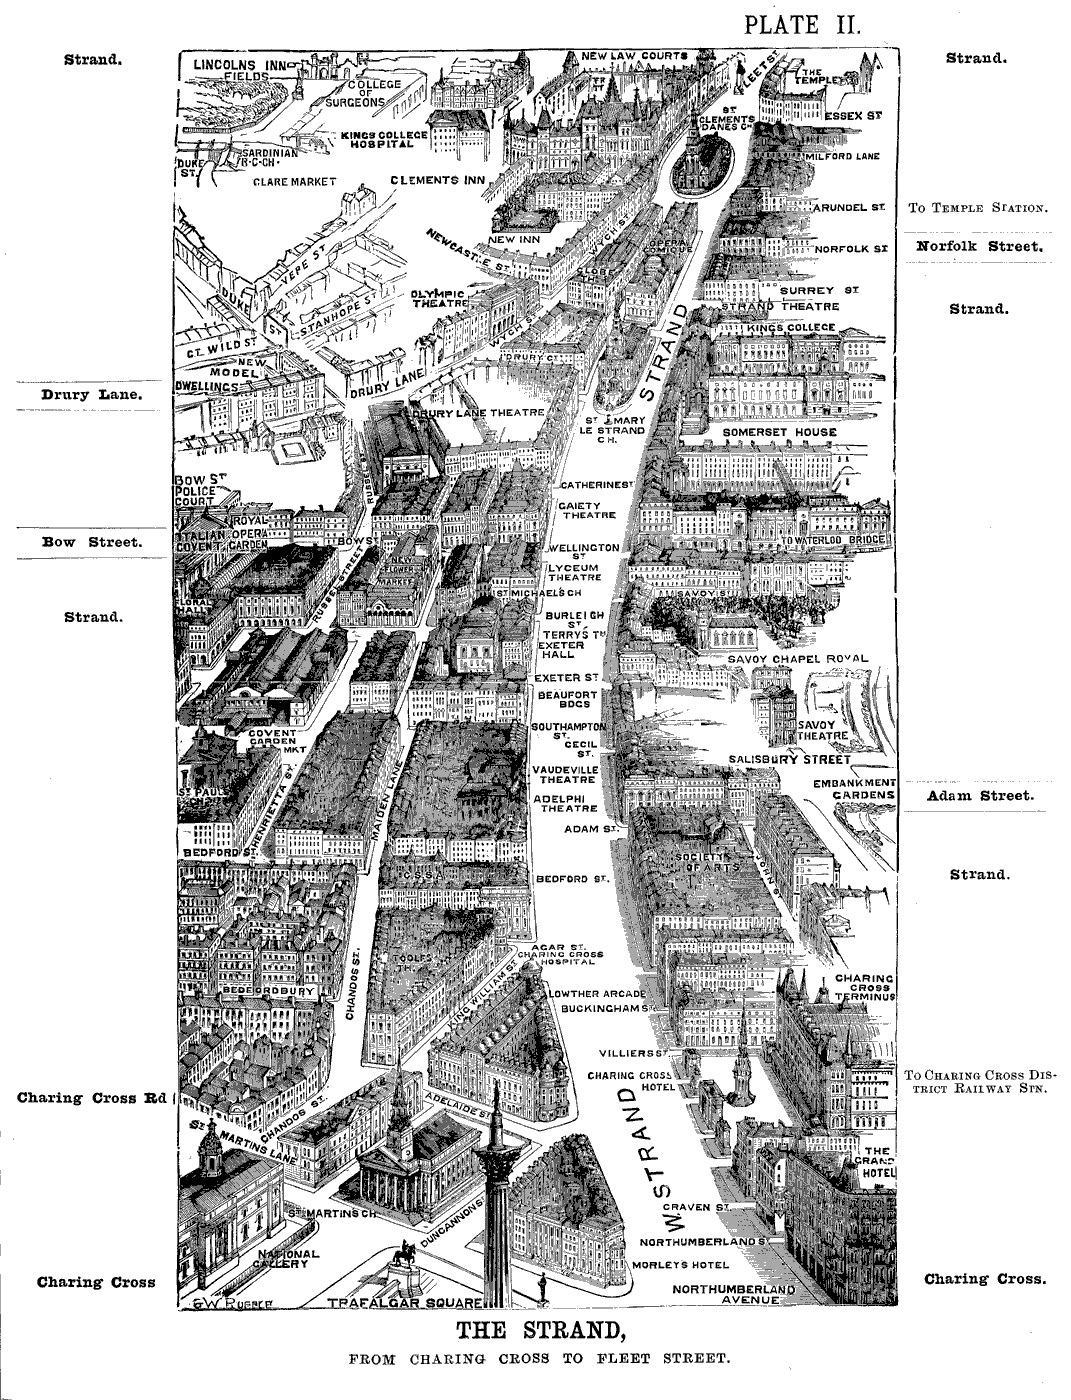 PLATE II.
Strand.
Drury Lane.
Bow Street.
Strand.
Charing Cross Rd
Charing Cross
LINCOLNS INN
FIELDS
COLLEGE
OF
SURGEONS
NEW LAW COURTS
FLEET ST.
THE
TEMPLE
KINGS COLLEGE
HOSPITAL
ST
CLEMENTS
DANES CH
ESSEX ST
DUKE
ST.
SARDINIAN
R·C·CH·
MILFORD LANE
CLARE MARKET
CLEMENTS INN
ARUNDEL ST.
NEW INN
WYCH ST.
OPERA
COMIQUE
NEWCASTLE ST.
NORFOLK ST
VERE ST
GLOBE
TH.
DUKE
ST
STANHOPE ST
OLYMPIC
THEATRE
SURREY ST
STRAND THEATRE
WYCH ST.
STRAND
KINGS COLLEGE
GT. WILD ST
NEW
MODEL
DWELLINGS
DRURY LANE
DRURY CT.
DRURY LANE THEATRE
ST MARY
LE STRAND
CH.
SOMERSET HOUSE
BOW ST
POLICE
COURT
RUSSEL ST
CATHERINE ST
ROYAL
ITALIAN OPERA
COVENT GARDEN
GAIETY
THEATRE
BOW ST
TO WATERLOO BRIDGE
WELLINGTON
ST
NEW
FLOWER
MARKET
LYCEUM
THEATRE
RUSSEL STREET
ST MICHAELS CH
SAVOY ST
FLORAL
HALL
BURLEIGH
ST.
TERRYS TH
EXETER
HALL
SAVOY CHAPEL ROYAL
EXETER ST.
BEAUFORT
BDGS
SOUTHAMPTON
ST.
SAVOY
THEATRE
COVENT
GARDEN
MKT
CECIL
ST.
SALISBURY STREET
VAUDEVILLE
THEATRE
ST PAULS
CH
HENRIETTA ST.
MAIDEN LANE
ADELPHI
THEATRE
EMBANKMENT
GARDENS
ADAM ST.
BEDFORD ST.
SOCIETY
OF ARTS
JOHN ST
C.S.S.A.
BEDFORD ST.
AGAR ST.
CHARING CROSS
HOSPITAL
TOOLES
TH.
CHANDOS ST.
KING WILLIAM ST
BEDFORDBURY
LOWTHER ARCADE
BUCKINGHAM ST
CHARING
CROSS
TERMINUS
VILLIERS ST.
CHARING CROSS
HOTEL
ADELAIDE ST
CHANDOS ST.
ST MARTINS LANE
W. STRAND
THE
GRAND
HOTEL
CRAVEN ST.
ST MARTINS CH.
DUNCANNON ST
NORTHUMBERLAND ST.
NATIONAL
GALLERY
MORLEYS HOTEL
NORTHUMBERLAND
AVENUE
TRAFALGAR SQUARE
Strand.
To Temple Station.
Norfolk Street.
Strand.
Adam Street.
Strand.
To Charing Cross Dis-
trict Railway Stn.
Charing Cross.
THE STRAND,
FROM CHARING CROSS TO FLEET STREET.